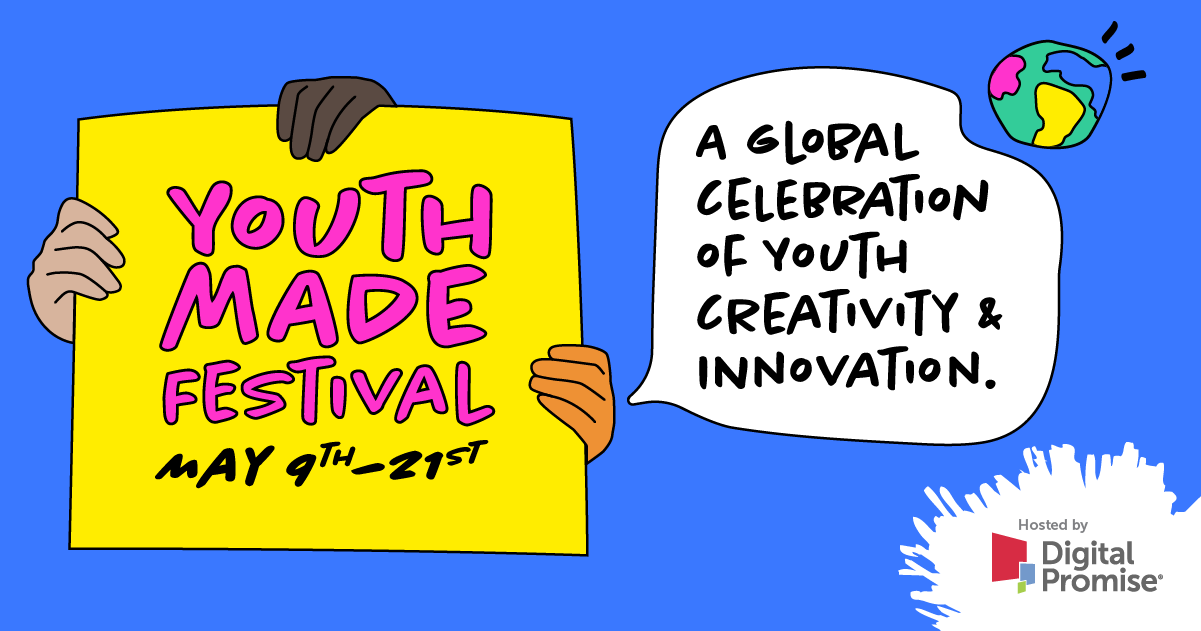 YOUTH
MADE
FESTIVAL
MAY 9TH-21ST
A GLOBAL
CELEBRATION
OF YOUTH
CREATIVITY &
INNOVATION.
Hosted by
Digital
Promise®